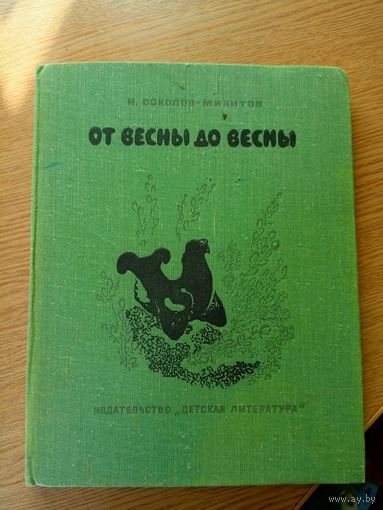 И. СОКОЛОВ-МИКИТОВ
ОТ ВЕСНЫ ДО ВЕСНЫ
ИЗДАТЕЛЬСТВО „ДЕТСКАЯ ЛИТЕРАТУРА"
www.ay.by